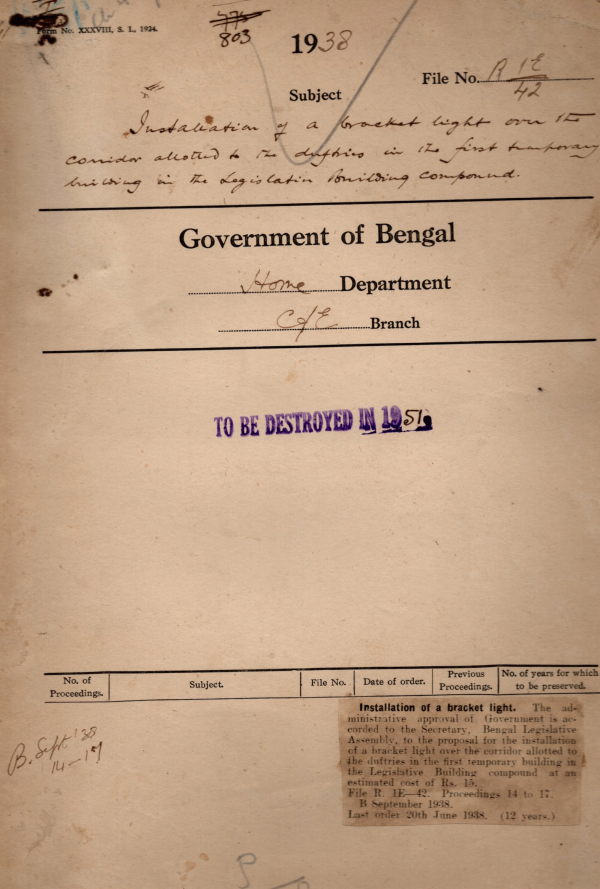 Form No. XXXVIII, S. I., 1924.
803
1938
File No. R 1E
42
Subject
Installation of a bracket light over the
corridor allotted to the duftries in the first temporary
building in the Legislative Building compound.
Government of Bengal
Home Department
C/E Branch
TO BE DESTROYED IN 1951.
No. of Proceedings. Subject. File No. Date of order. Previous Proceedings. No. of years for which to be preserved.
B. Sept '38
14-17
Installation of a bracket light. The ad-
ministrative approval of Government is ac-
corded to the Secretary, Bengal Legislative
Assembly, to the proposal for the installation
of a bracket light over the corridor allotted to
the duftries in the first temporary building in
the Legislative Building compound at an
estimated cost of Rs. 15.
File R. 1E—42. Proceedings 14 to 17.
B September 1938.
Last order 20th June 1938. (12 years.)